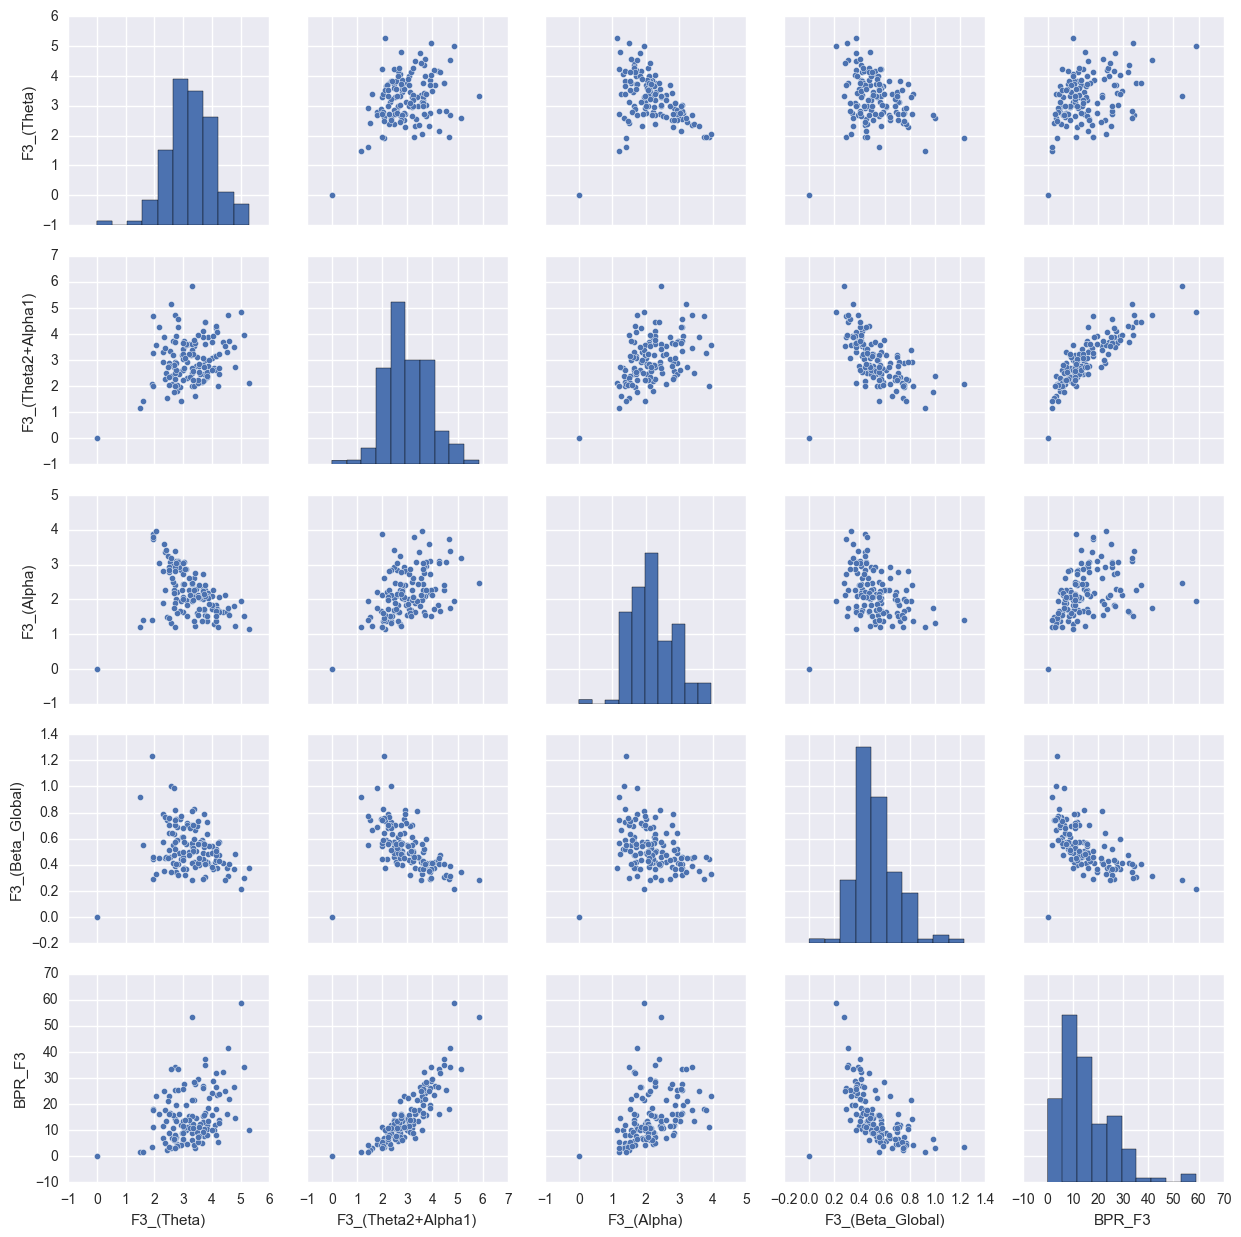 6
5
4
3
2
1
0
−1
F3_(Theta)
7
6
5
4
3
2
1
0
−1
F3_(Theta2+Alpha1)
5
4
3
2
1
0
−1
F3_(Alpha)
1.4
1.2
1.0
0.8
0.6
0.4
0.2
0.0
−0.2
F3_(Beta_Global)
70
60
50
40
30
20
10
0
−10
BPR_F3
−1 0 1 2 3 4 5 6
−1 0 1 2 3 4 5 6 7
−1 0 1 2 3 4 5
−0.2 0.0 0.2 0.4 0.6 0.8 1.0 1.2 1.4
−10 0 10 20 30 40 50 60 70
F3_(Theta)
F3_(Theta2+Alpha1)
F3_(Alpha)
F3_(Beta_Global)
BPR_F3